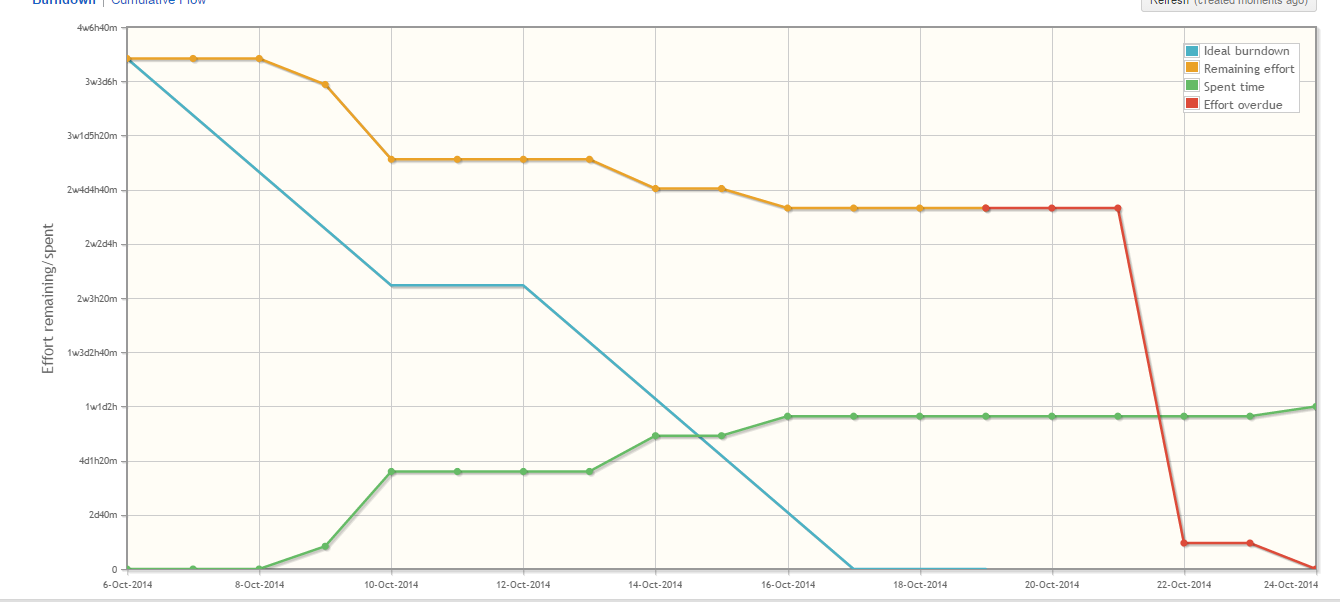 Burndown | Cumulative Flow
Refresh (created moments ago)
4w6h40m
3w3d6h
3w1d5h20m
2w4d4h40m
2w2d4h
2w3h20m
1w3d2h40m
1w1d2h
4d1h20m
2d40m
0
Effort remaining/spent
Ideal burndown
Remaining effort
Spent time
Effort overdue
6-Oct-2014 8-Oct-2014 10-Oct-2014 12-Oct-2014 14-Oct-2014 16-Oct-2014 18-Oct-2014 20-Oct-2014 22-Oct-2014 24-Oct-2014